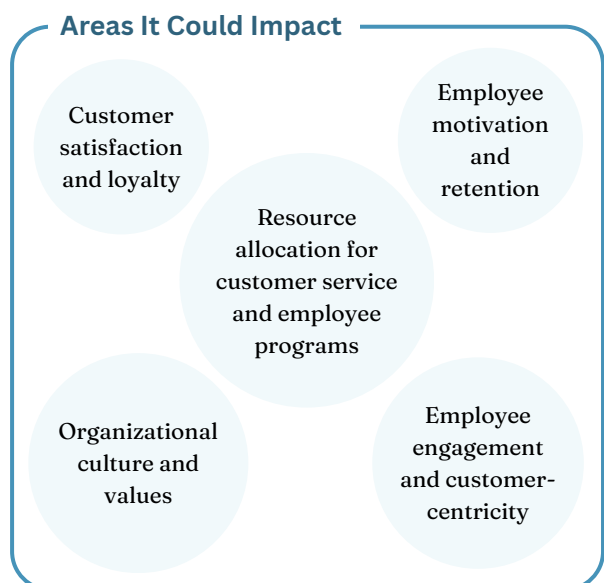 Areas It Could Impact
Customer
satisfaction
and loyalty
Employee
motivation
and
retention
Resource
allocation for
customer service
and employee
programs
Organizational
culture and
values
Employee
engagement
and customer-
centricity